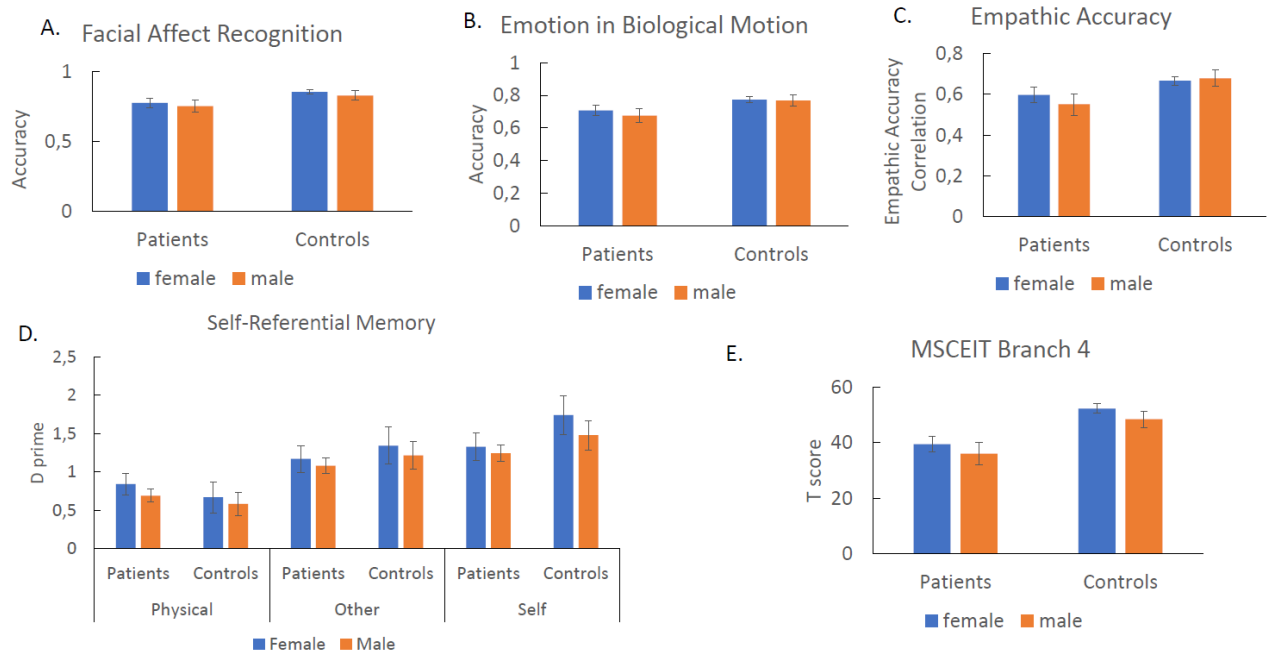 A. Facial Affect Recognition
Accuracy
1
0,5
0
Patients Controls
female male
B. Emotion in Biological Motion
Accuracy
1
0,8
0,6
0,4
0,2
0
Patients Controls
female male
C. Empathic Accuracy
Empathic Accuracy
Correlation
0,8
0,6
0,4
0,2
0
Patients Controls
female male
D. Self-Referential Memory
D prime
2,5
2
1,5
1
0,5
0
Patients Controls Patients Controls Patients Controls
Physical Other Self
Female Male
E. MSCEIT Branch 4
T score
60
40
20
0
Patients Controls
female male